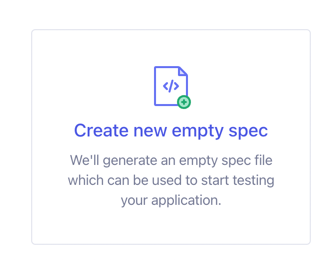 </>
Create new empty spec
We'll generate an empty spec file
which can be used to start testing
your application.